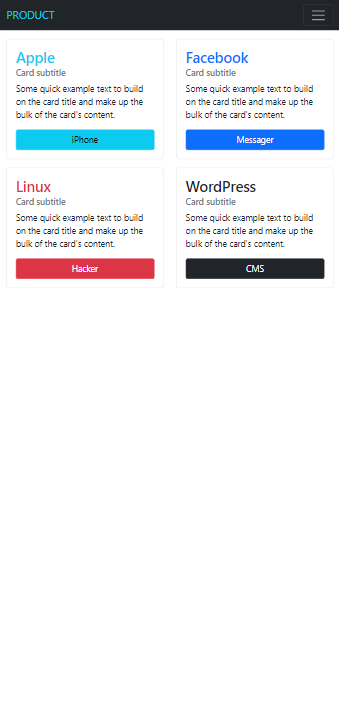 PRODUCT
Apple
Card subtitle
Some quick example text to build
on the card title and make up the
bulk of the card's content.
iPhone
Facebook
Card subtitle
Some quick example text to build
on the card title and make up the
bulk of the card's content.
Messager
Linux
Card subtitle
Some quick example text to build
on the card title and make up the
bulk of the card's content.
Hacker
WordPress
Card subtitle
Some quick example text to build
on the card title and make up the
bulk of the card's content.
CMS